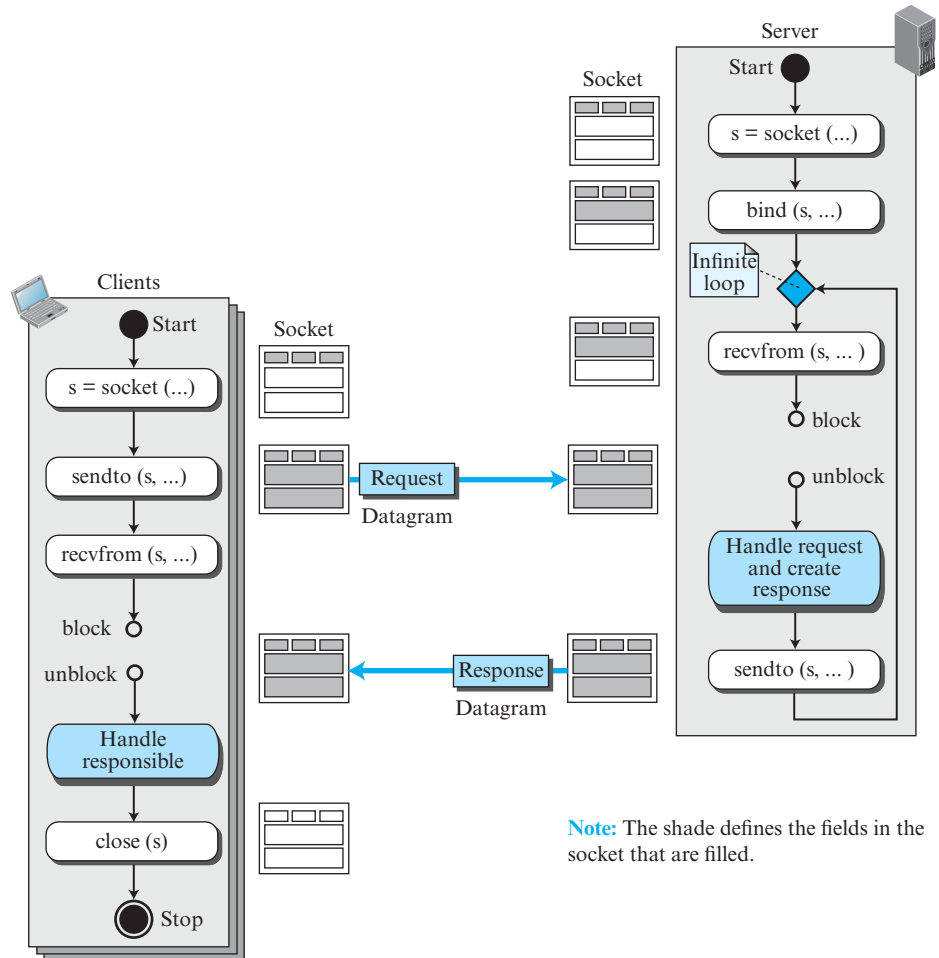 Server
Start
Socket
s = socket (...)
bind (s, ...)
Infinite
loop
recvfrom (s, ... )
block
unblock
Handle request
and create
response
sendto (s, ... )
Clients
Start
Socket
s = socket (...)
sendto (s, ...)
Request
Datagram
recvfrom (s, ...)
block
unblock
Response
Datagram
Handle
responsible
close (s)
Stop
Note: The shade defines the fields in the
socket that are filled.